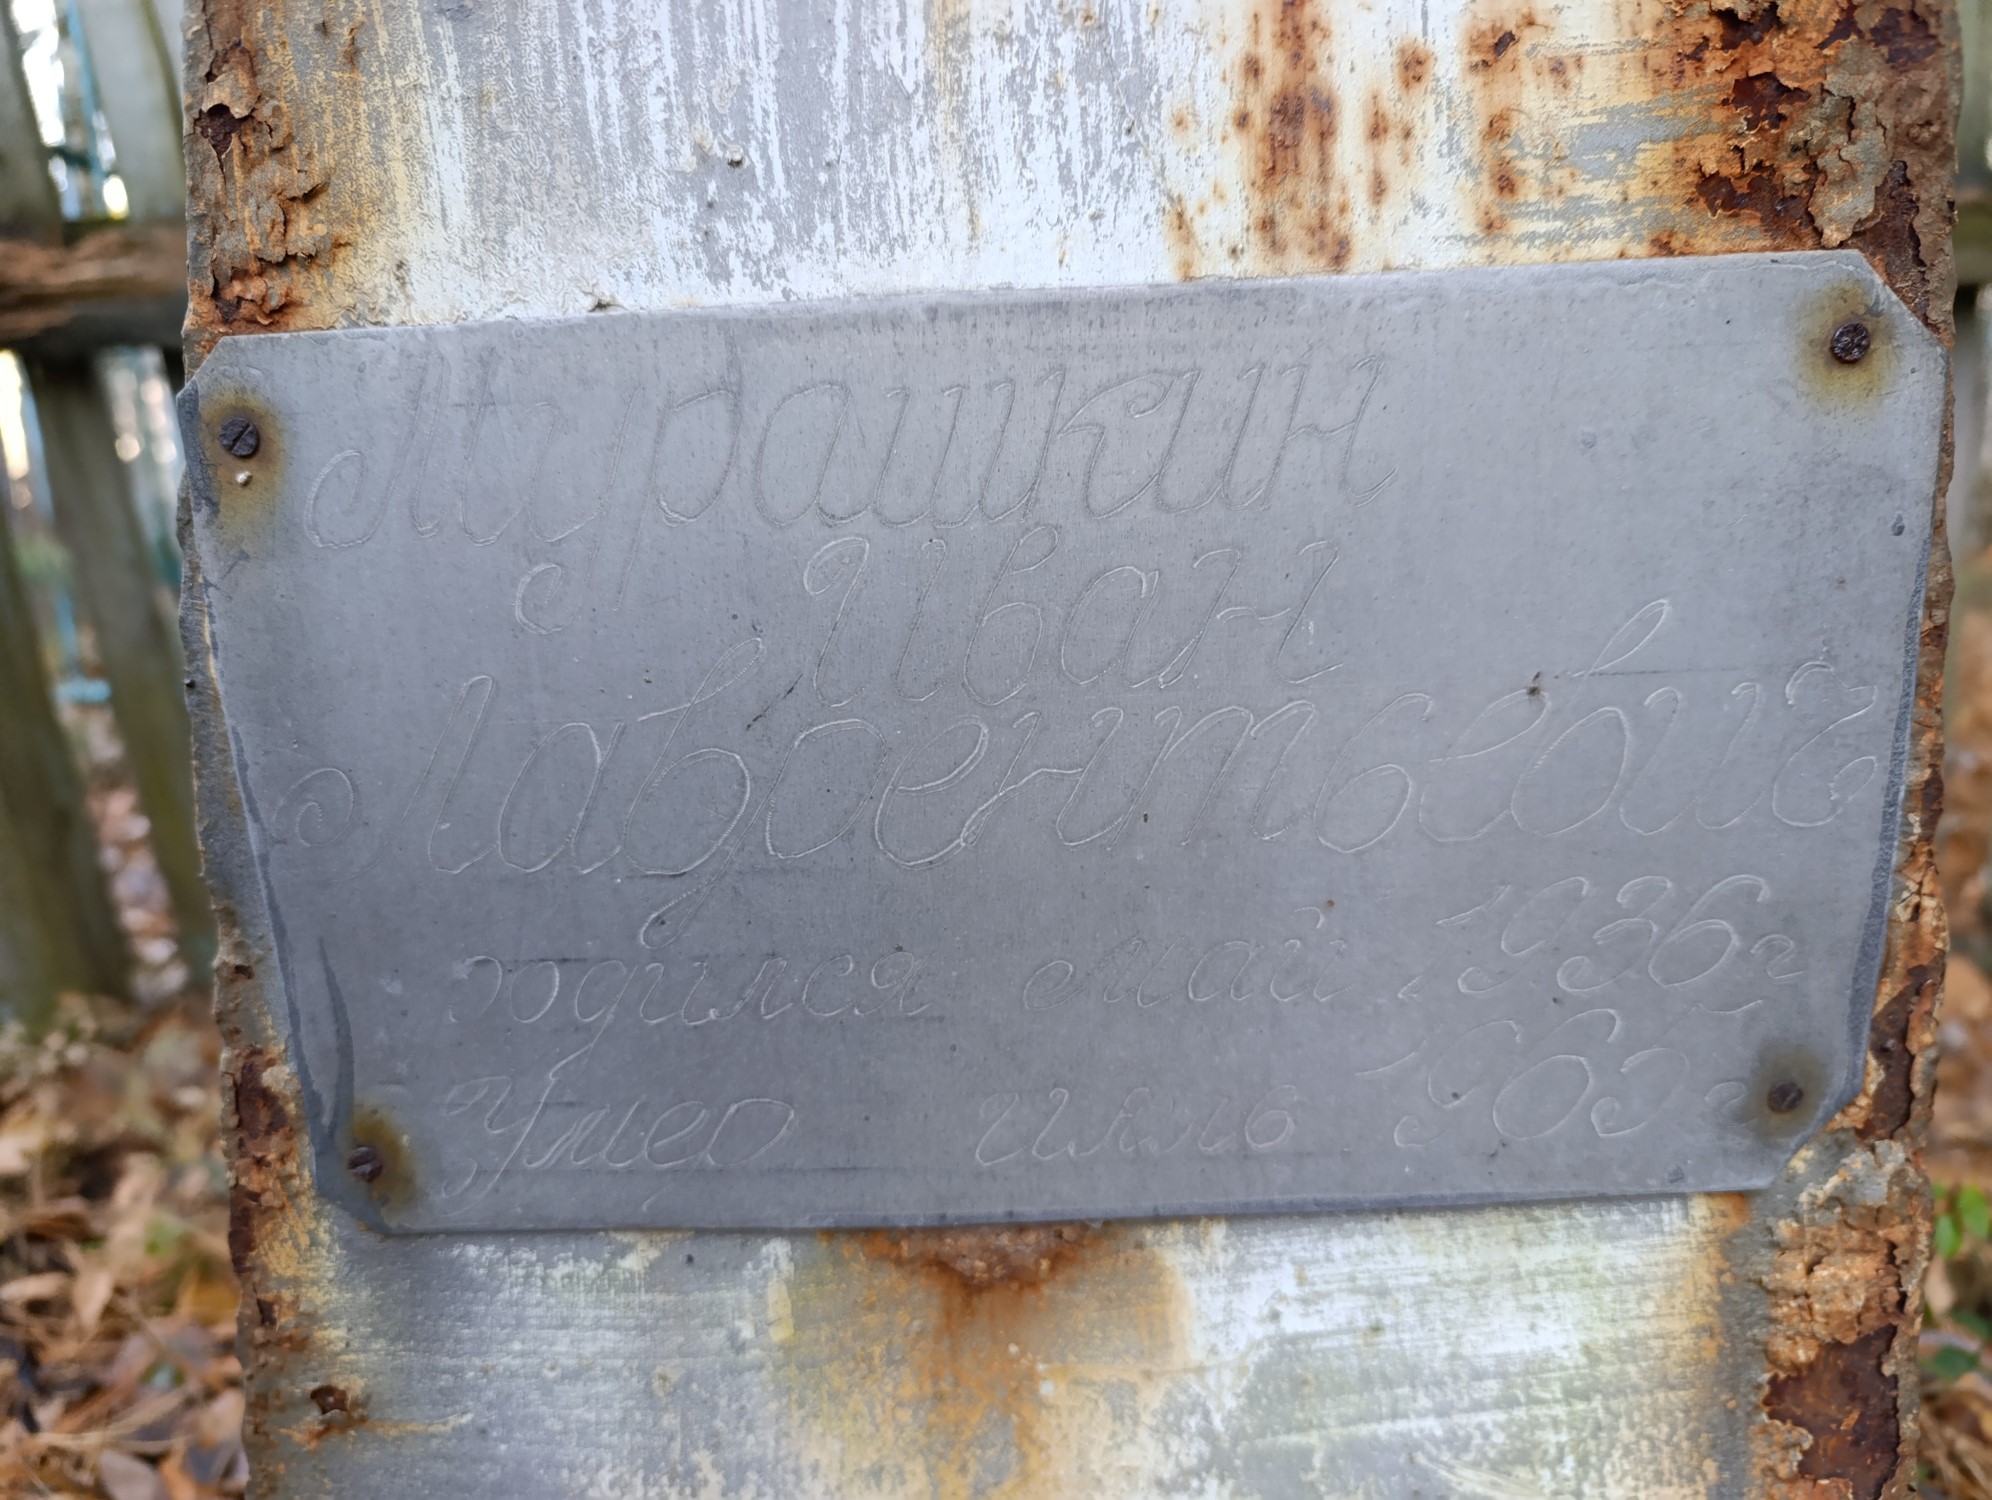 Мурашкин
Иван
Лаврентьевич
родился май 1936г
Умер июль 1965г